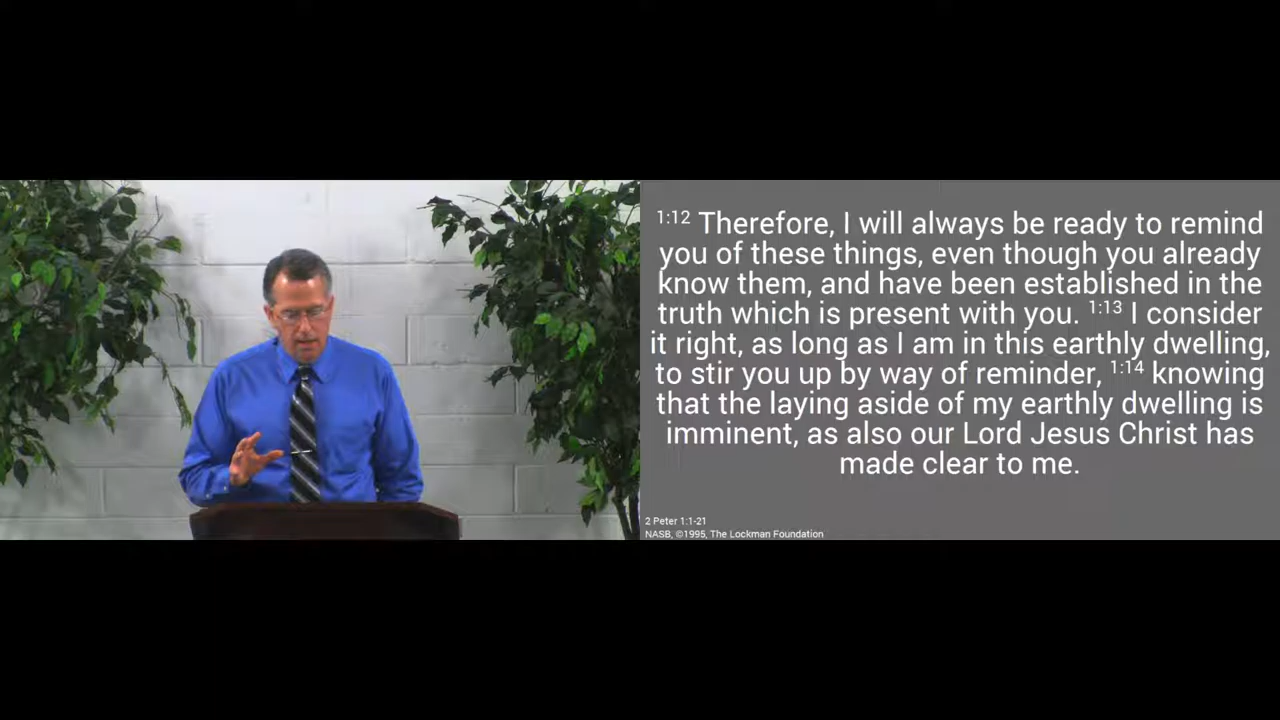 1:12 Therefore, I will always be ready to remind
you of these things, even though you already
know them, and have been established in the
truth which is present with you. 1:13 I consider
it right, as long as I am in this earthly dwelling,
to stir you up by way of reminder, 1:14 knowing
that the laying aside of my earthly dwelling is
imminent, as also our Lord Jesus Christ has
made clear to me.
2 Peter 1:1-21
NASB, ©1995, The Lockman Foundation